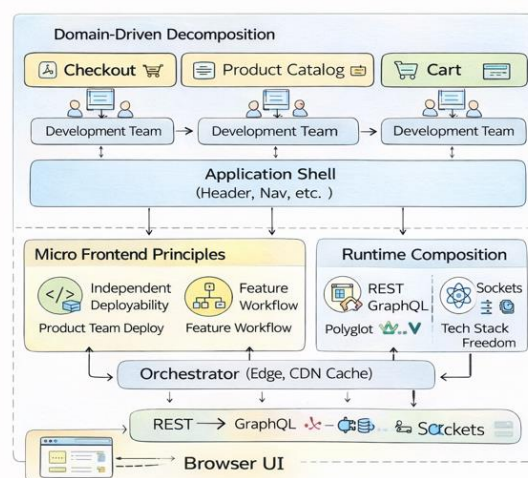 Domain-Driven Decomposition
Checkout
Product Catalog
Cart
Development Team
Development Team
Development Team
Application Shell
(Header, Nav, etc. )
Micro Frontend Principles
Independent
Deployability
Product Team Deploy
Feature
Workflow
Feature Workflow
Runtime Composition
REST
GraphQL
Polyglot
Sockets
Tech Stack
Freedom
Orchestrator (Edge, CDN Cache)
REST → GraphQL
Sockets
Browser UI